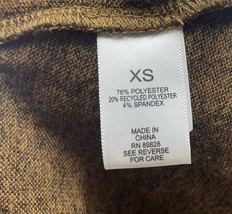 XS
76% POLYESTER
20% RECYCLED POLYESTER
4% SPANDEX
MADE IN
CHINA
RN 89828
SEE REVERSE
FOR CARE